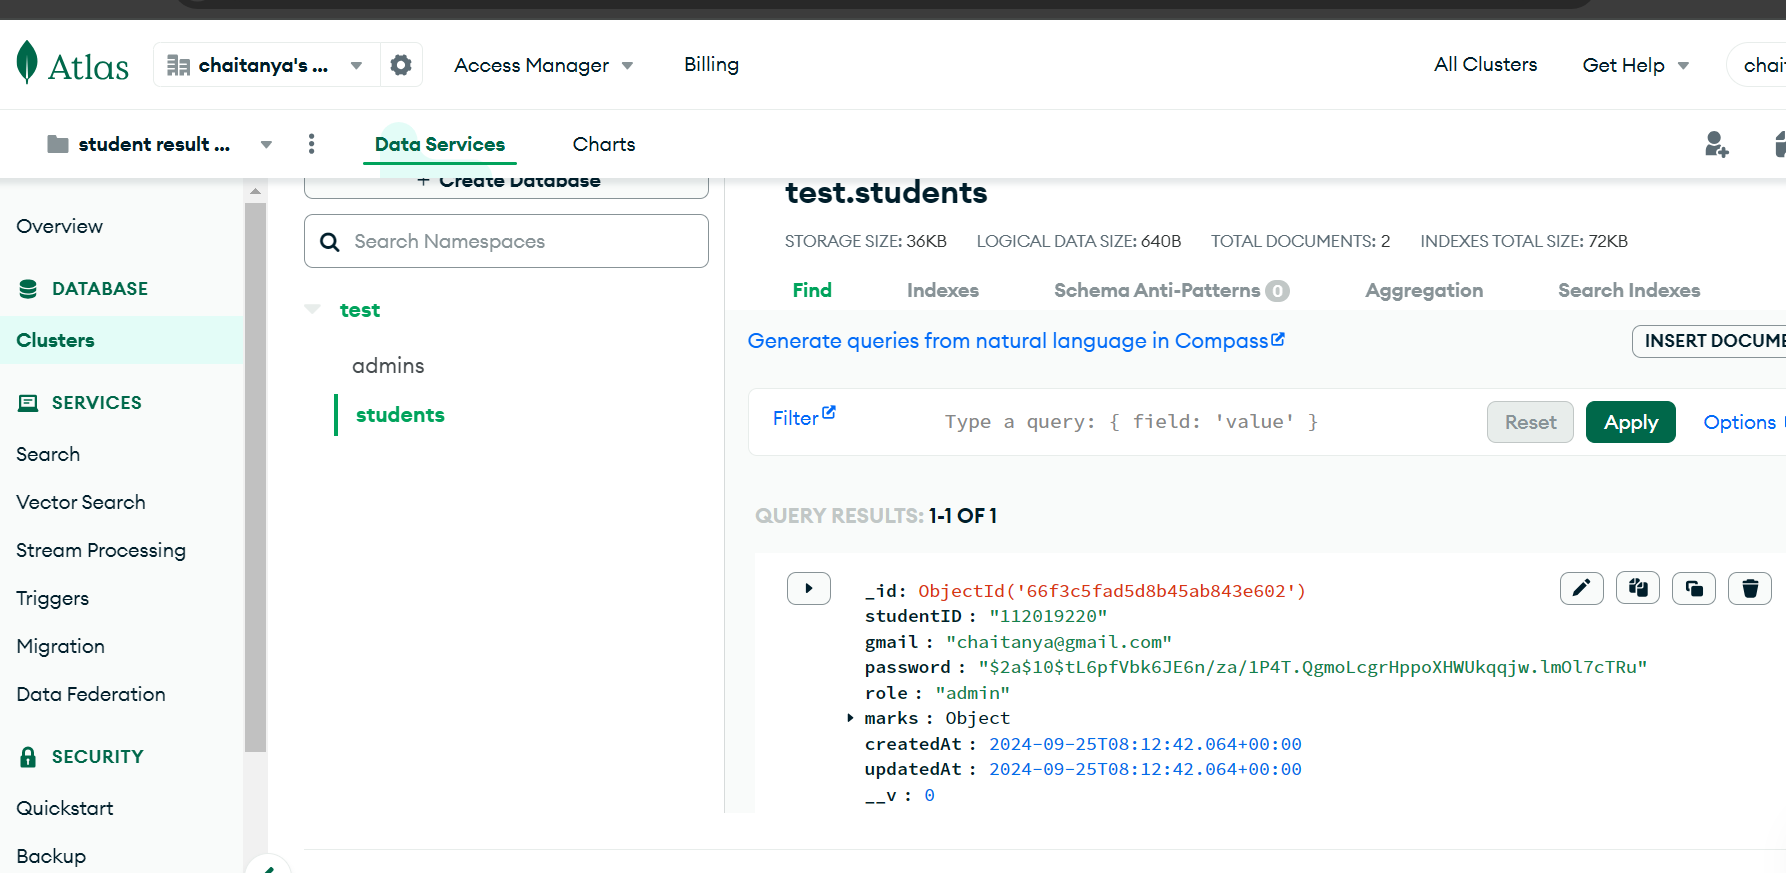 Atlas
chaitanya's ...
Access Manager
Billing
All Clusters
Get Help
chai
student result ...
Data Services
Charts
Overview
DATABASE
Clusters
SERVICES
Search
Vector Search
Stream Processing
Triggers
Migration
Data Federation
SECURITY
Quickstart
Backup
+ Create Database
Search Namespaces
test
admins
students
test.students
STORAGE SIZE: 36KB LOGICAL DATA SIZE: 640B TOTAL DOCUMENTS: 2 INDEXES TOTAL SIZE: 72KB
Find Indexes Schema Anti-Patterns 0 Aggregation Search Indexes
Generate queries from natural language in Compass
INSERT DOCUME
Filter
Type a query: { field: 'value' }
Reset
Apply
Options
QUERY RESULTS: 1-1 OF 1
_id: ObjectId('66f3c5fad5d8b45ab843e602')
studentID : "112019220"
gmail : "chaitanya@gmail.com"
password : "$2a$10$tL6pfVbk6JE6n/za/1P4T.QgmoLcgrHppoXHWUkqqjw.lmOl7cTRu"
role : "admin"
marks : Object
createdAt : 2024-09-25T08:12:42.064+00:00
updatedAt : 2024-09-25T08:12:42.064+00:00
__v : 0